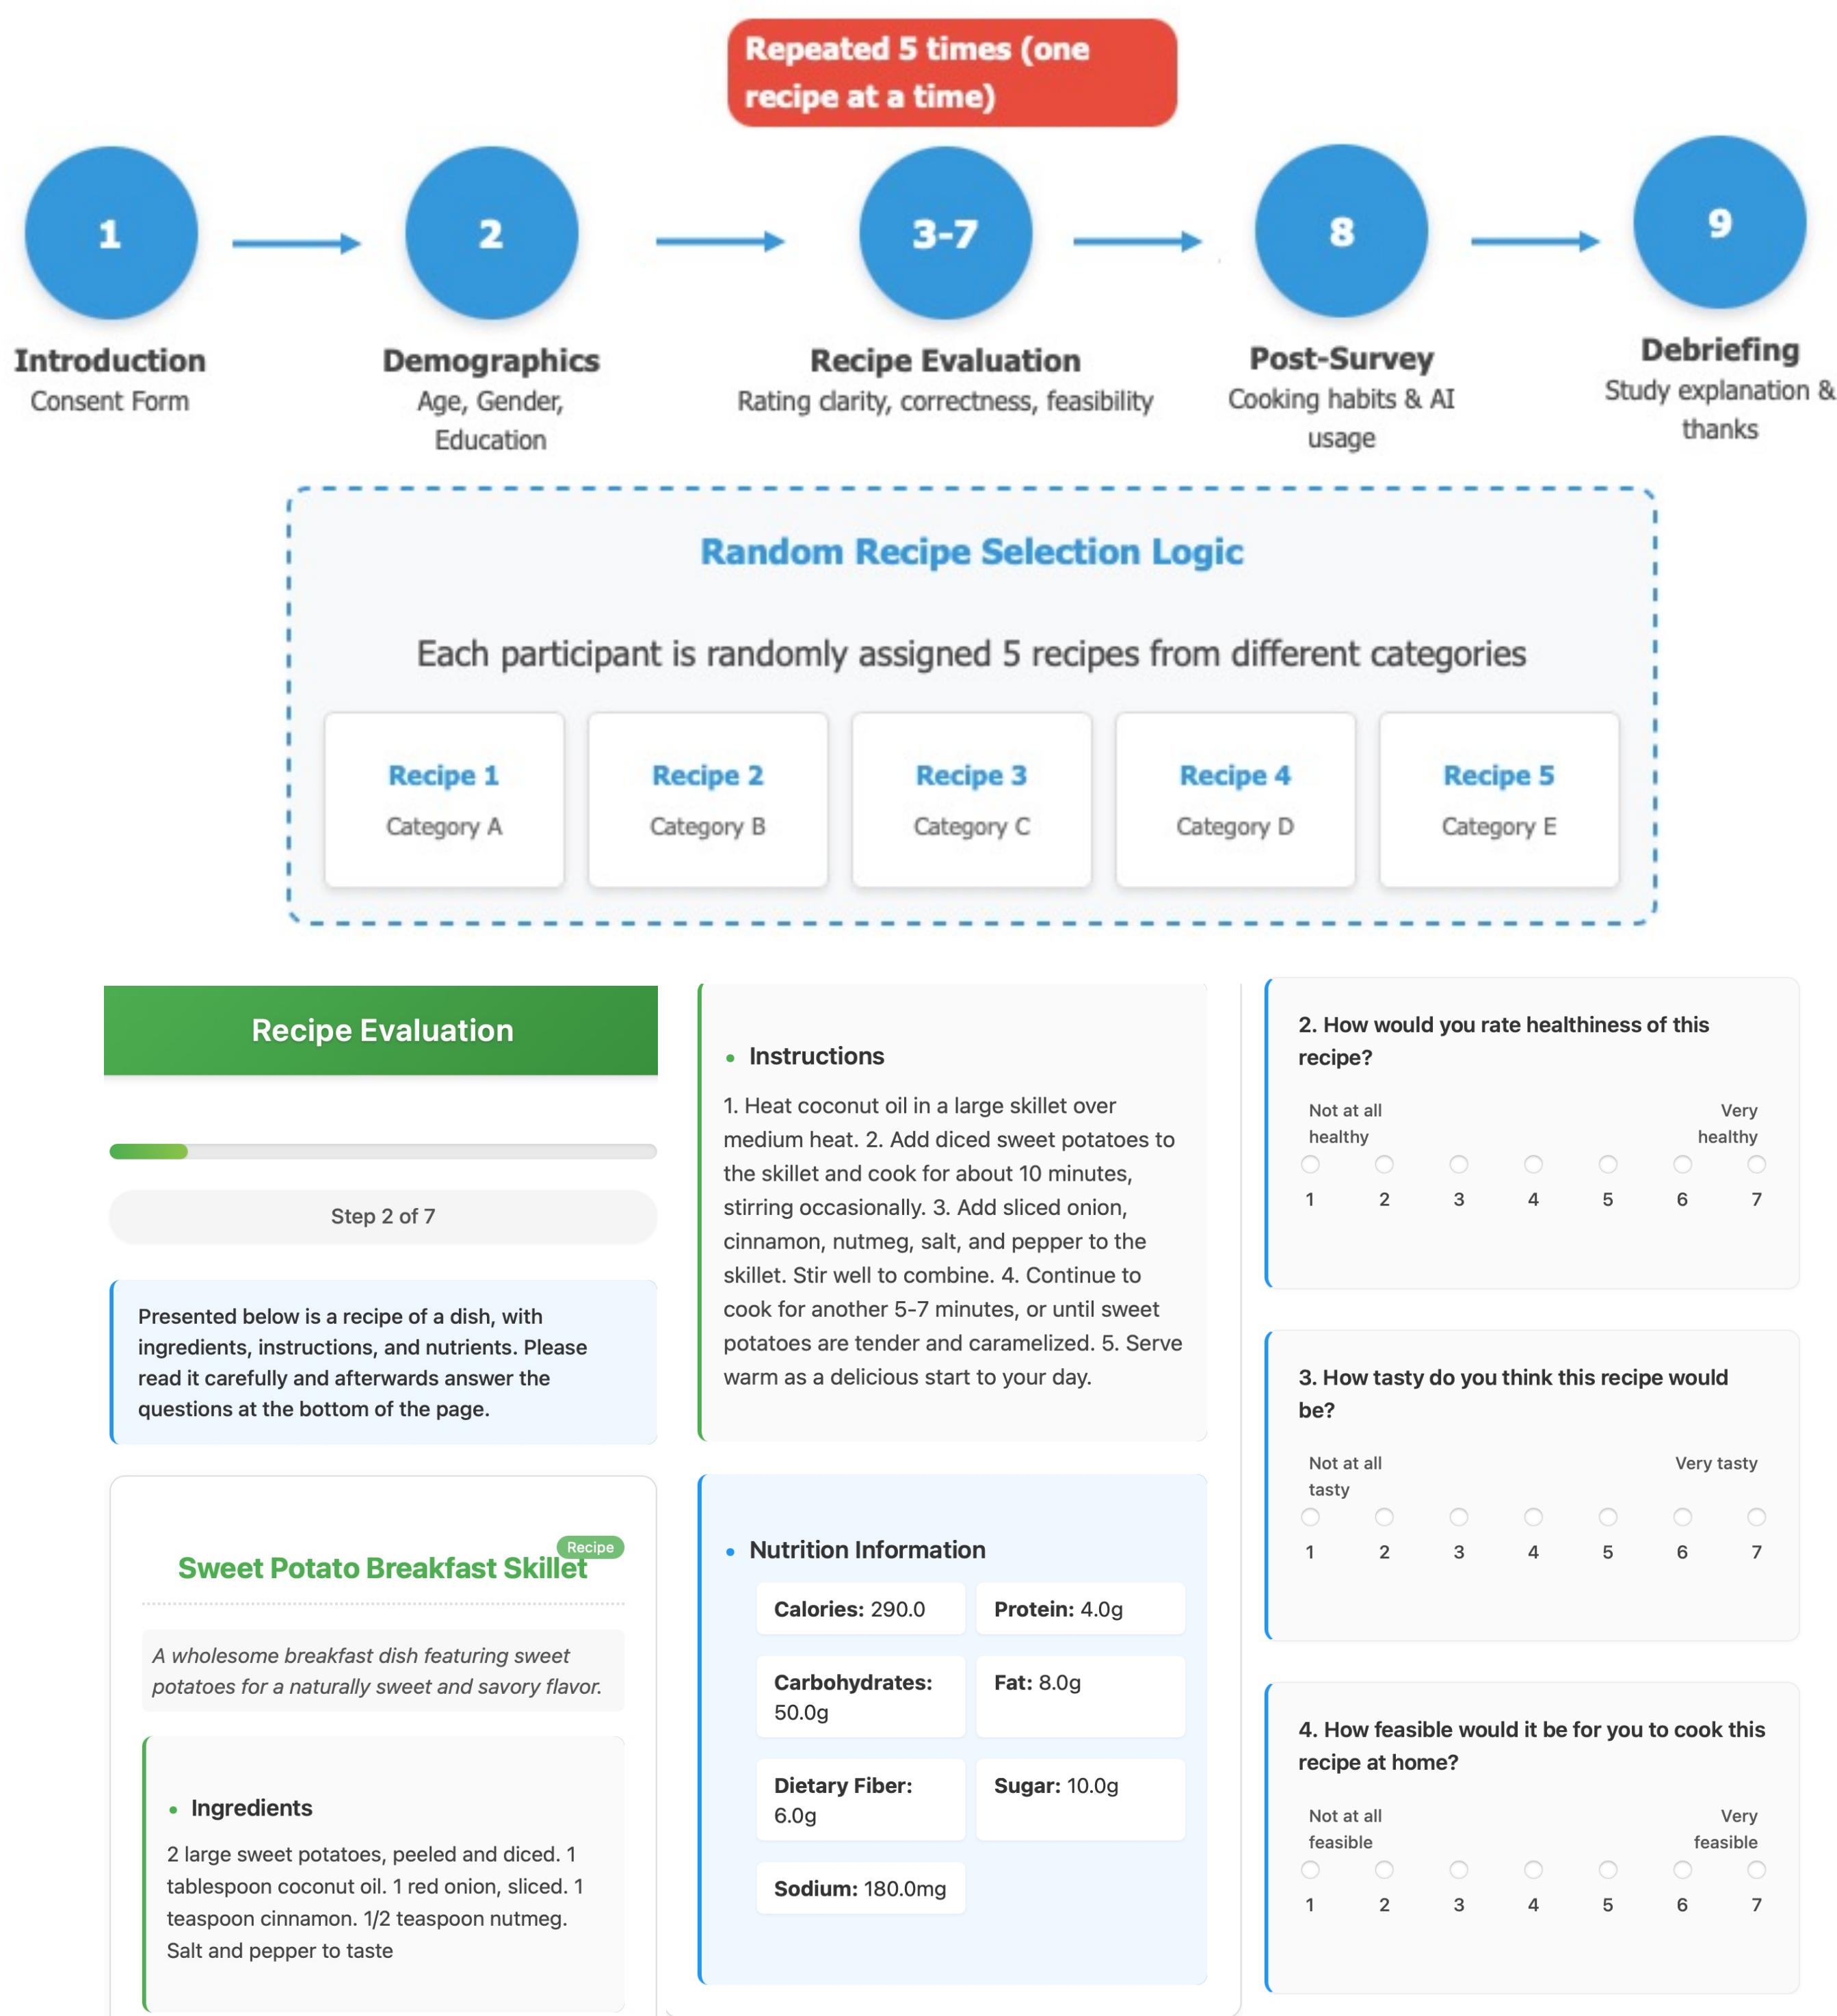 Repeated 5 times (one
recipe at a time)
1
2
3-7
8
9
Introduction
Consent Form
Demographics
Age, Gender,
Education
Recipe Evaluation
Rating clarity, correctness, feasibility
Post-Survey
Cooking habits & AI
usage
Debriefing
Study explanation &
thanks
Random Recipe Selection Logic
Each participant is randomly assigned 5 recipes from different categories
Recipe 1
Category A
Recipe 2
Category B
Recipe 3
Category C
Recipe 4
Category D
Recipe 5
Category E
Recipe Evaluation
Step 2 of 7
Presented below is a recipe of a dish, with
ingredients, instructions, and nutrients. Please
read it carefully and afterwards answer the
questions at the bottom of the page.
Recipe
Sweet Potato Breakfast Skillet
A wholesome breakfast dish featuring sweet
potatoes for a naturally sweet and savory flavor.
• Ingredients
2 large sweet potatoes, peeled and diced. 1
tablespoon coconut oil. 1 red onion, sliced. 1
teaspoon cinnamon. 1/2 teaspoon nutmeg.
Salt and pepper to taste
• Instructions
1. Heat coconut oil in a large skillet over
medium heat. 2. Add diced sweet potatoes to
the skillet and cook for about 10 minutes,
stirring occasionally. 3. Add sliced onion,
cinnamon, nutmeg, salt, and pepper to the
skillet. Stir well to combine. 4. Continue to
cook for another 5-7 minutes, or until sweet
potatoes are tender and caramelized. 5. Serve
warm as a delicious start to your day.
• Nutrition Information
Calories: 290.0
Protein: 4.0g
Carbohydrates:
50.0g
Fat: 8.0g
Dietary Fiber:
6.0g
Sugar: 10.0g
Sodium: 180.0mg
2. How would you rate healthiness of this
recipe?
Not at all
healthy
Very
healthy
1 2 3 4 5 6 7
3. How tasty do you think this recipe would
be?
Not at all
tasty
Very tasty
1 2 3 4 5 6 7
4. How feasible would it be for you to cook this
recipe at home?
Not at all
feasible
Very
feasible
1 2 3 4 5 6 7